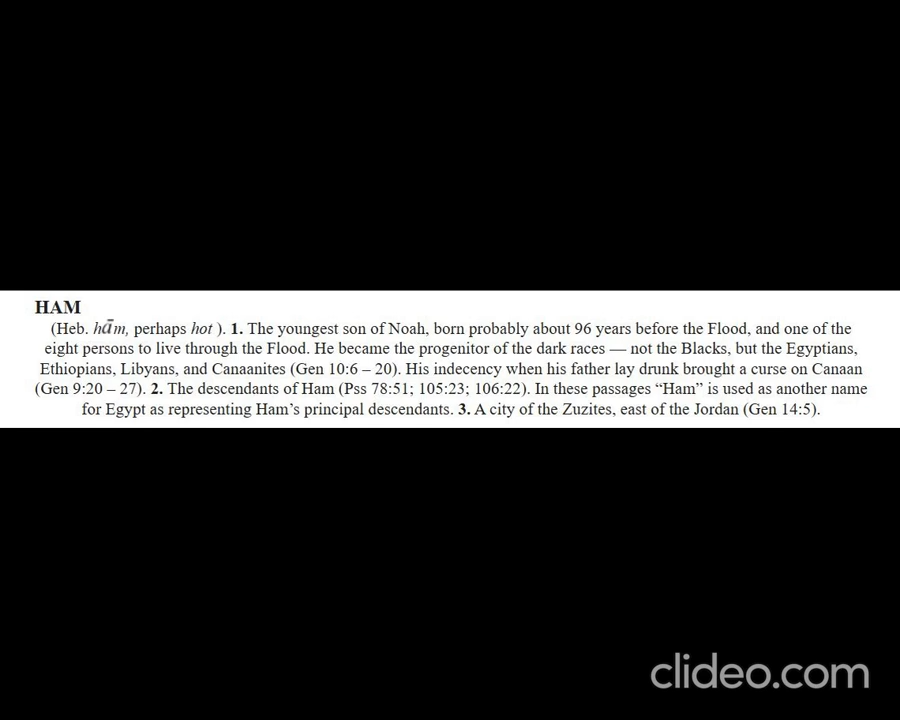 HAM
(Heb. hām, perhaps hot ). 1. The youngest son of Noah, born probably about 96 years before the Flood, and one of the
eight persons to live through the Flood. He became the progenitor of the dark races — not the Blacks, but the Egyptians,
Ethiopians, Libyans, and Canaanites (Gen 10:6 – 20). His indecency when his father lay drunk brought a curse on Canaan
(Gen 9:20 – 27). 2. The descendants of Ham (Pss 78:51; 105:23; 106:22). In these passages “Ham” is used as another name
for Egypt as representing Ham’s principal descendants. 3. A city of the Zuzites, east of the Jordan (Gen 14:5).
clideo.com